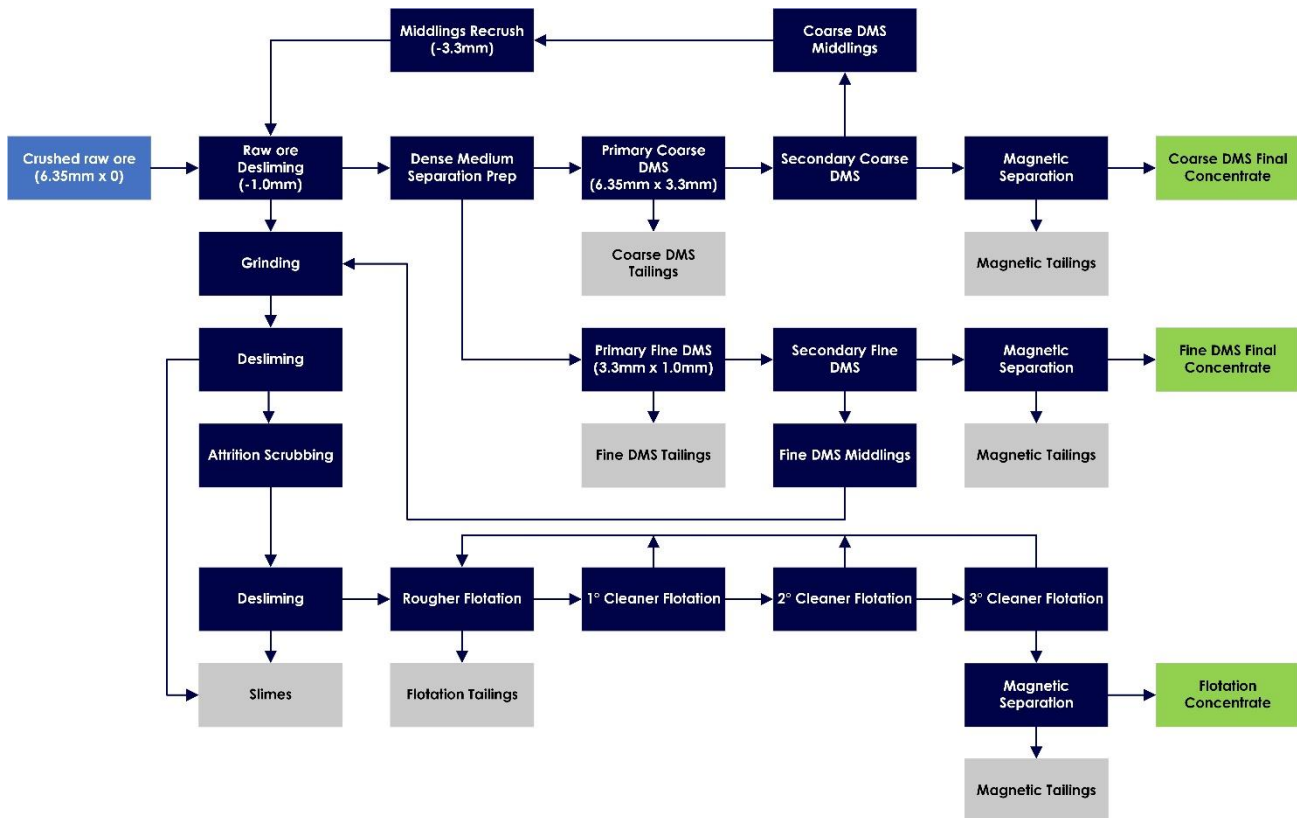 Middlings Recrush
(-3.3mm)
Coarse DMS
Middlings
Crushed raw ore
(6.35mm x 0)
Raw ore
Desliming
(-1.0mm)
Dense Medium
Separation Prep
Primary Coarse
DMS
(6.35mm x 3.3mm)
Secondary Coarse
DMS
Magnetic
Separation
Coarse DMS Final
Concentrate
Grinding
Coarse DMS
Tailings
Magnetic Tailings
Desliming
Primary Fine DMS
(3.3mm x 1.0mm)
Secondary Fine
DMS
Magnetic
Separation
Fine DMS Final
Concentrate
Attrition Scrubbing
Fine DMS Tailings
Fine DMS Middlings
Magnetic Tailings
Desliming
Rougher Flotation
1° Cleaner Flotation
2° Cleaner Flotation
3° Cleaner Flotation
Slimes
Flotation Tailings
Magnetic
Separation
Flotation
Concentrate
Magnetic Tailings